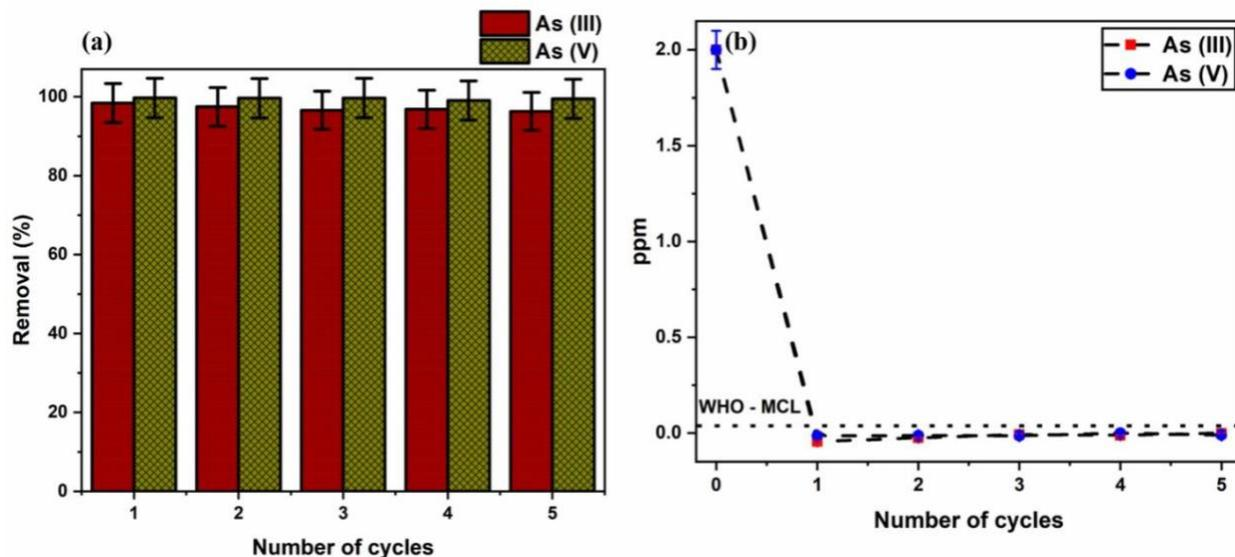 As (III)
As (V)
(a)
100
80
60
40
20
0
Removal (%)
1 2 3 4 5
Number of cycles
(b)
As (III)
As (V)
2.0
1.5
1.0
0.5
0.0
ppm
WHO - MCL
0 1 2 3 4 5
Number of cycles